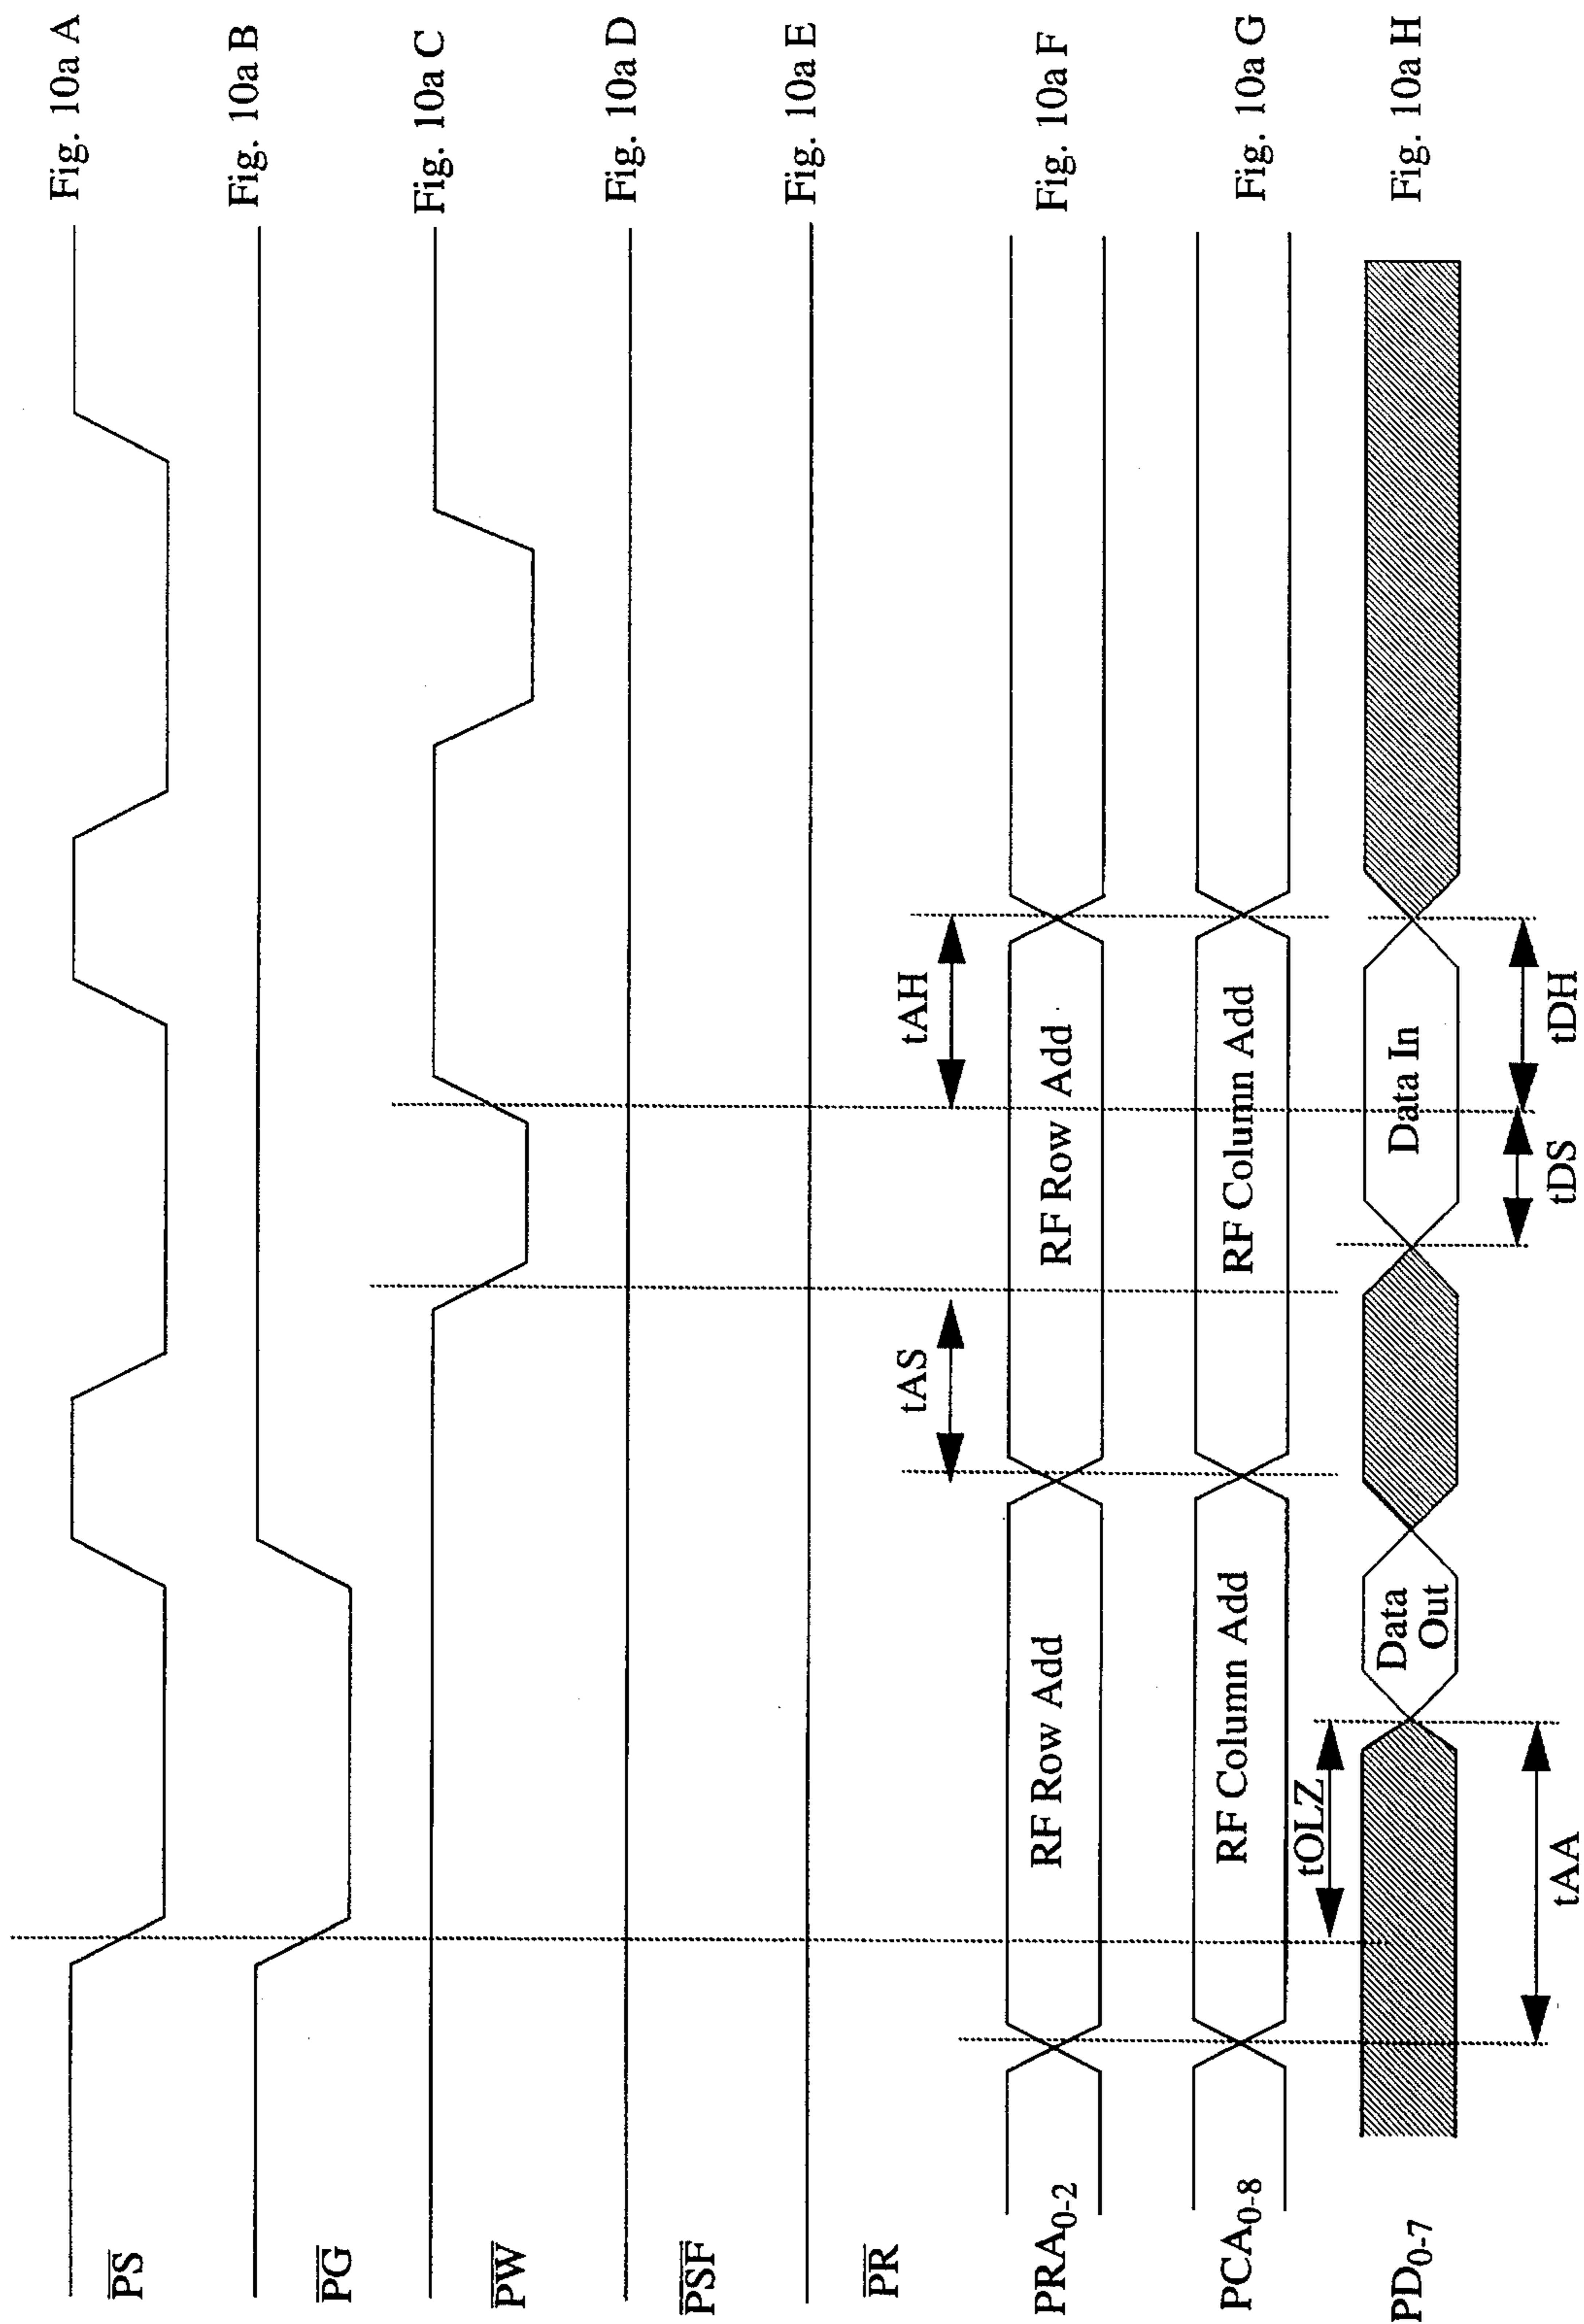 PS
Fig. 10a A
PG
Fig. 10a B
PW
Fig. 10a C
PSF
Fig. 10a D
PR
Fig. 10a E
tAS
tAH
PRA0-2
RF Row Add
RF Row Add
Fig. 10a F
PCA0-8
RF Column Add
RF Column Add
Fig. 10a G
tOLZ
PD0-7
Data
Out
Data In
Fig. 10a H
tAA
tDS
tDH